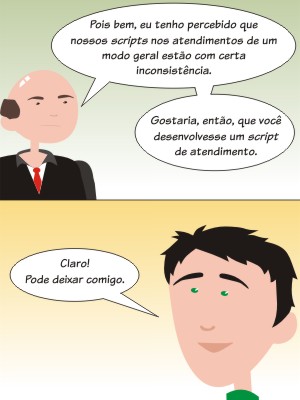 Pois bem, eu tenho percebido que
nossos scripts nos atendimentos de um
modo geral estão com certa
inconsistência.
Gostaria, então, que você
desenvolvesse um script
de atendimento.
Claro!
Pode deixar comigo.